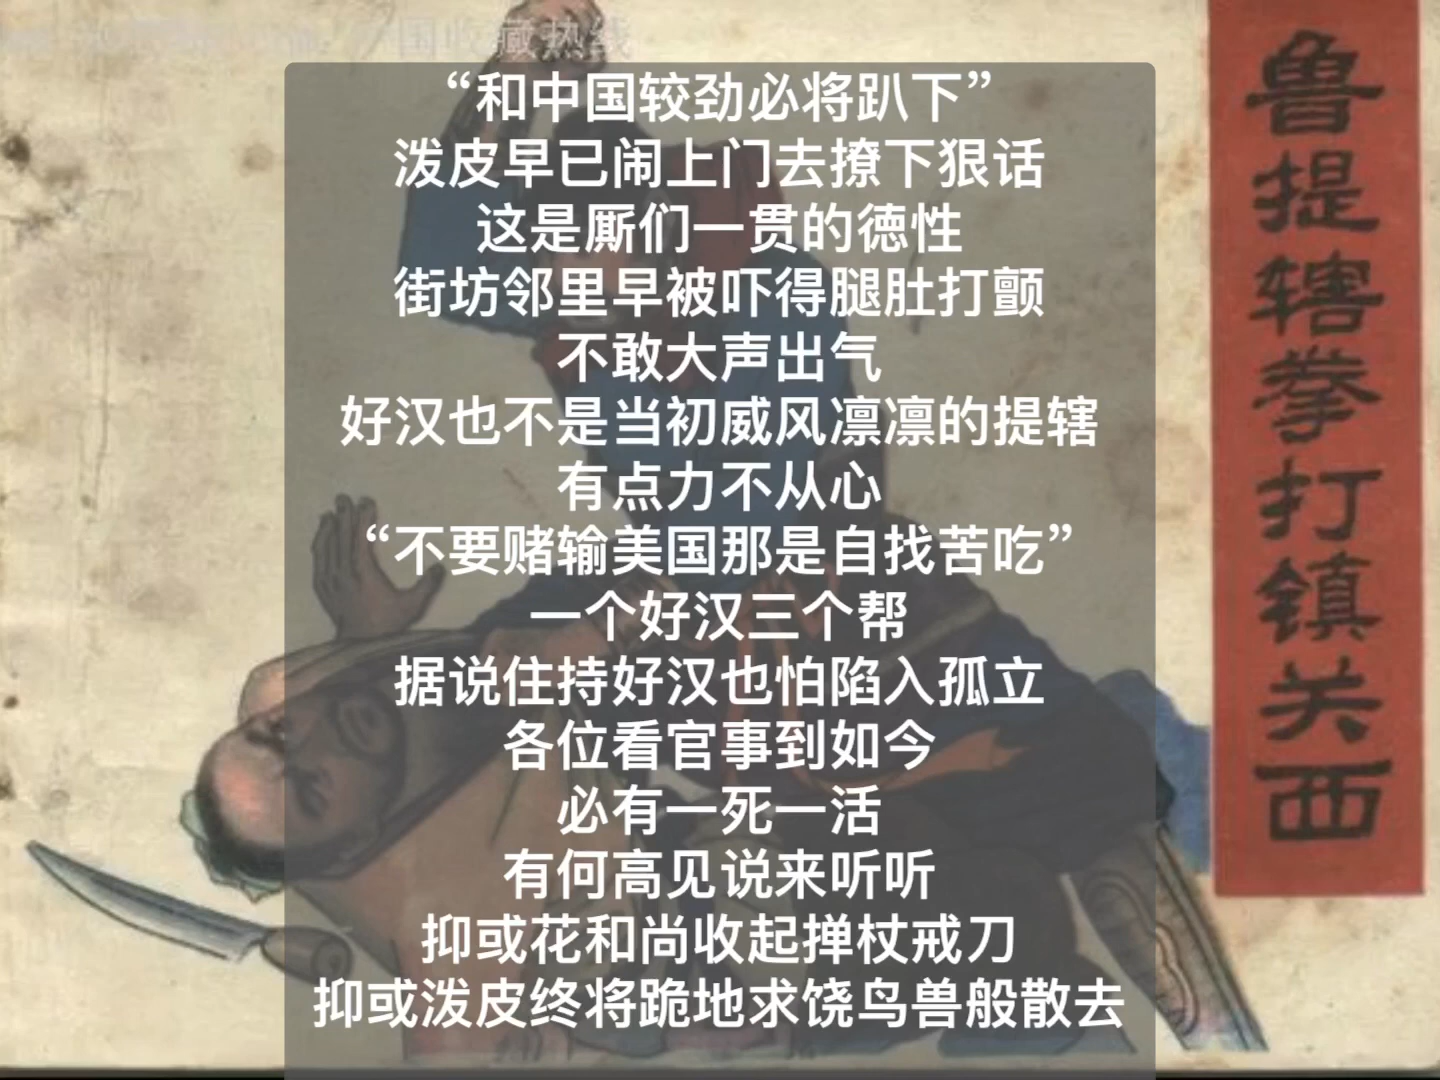 中国收藏热线
“和中国较劲必将趴下”
泼皮早已闹上门去撩下狠话
这是厮们一贯的德性
街坊邻里早被吓得腿肚打颤
不敢大声出气
好汉也不是当初威风凛凛的提辖
有点力不从心
“不要赌输美国那是自找苦吃”
一个好汉三个帮
据说住持好汉也怕陷入孤立
各位看官事到如今
必有一死一活
有何高见说来听听
抑或花和尚收起掸杖戒刀
抑或泼皮终将跪地求饶鸟兽般散去
鲁提辖拳打镇关西